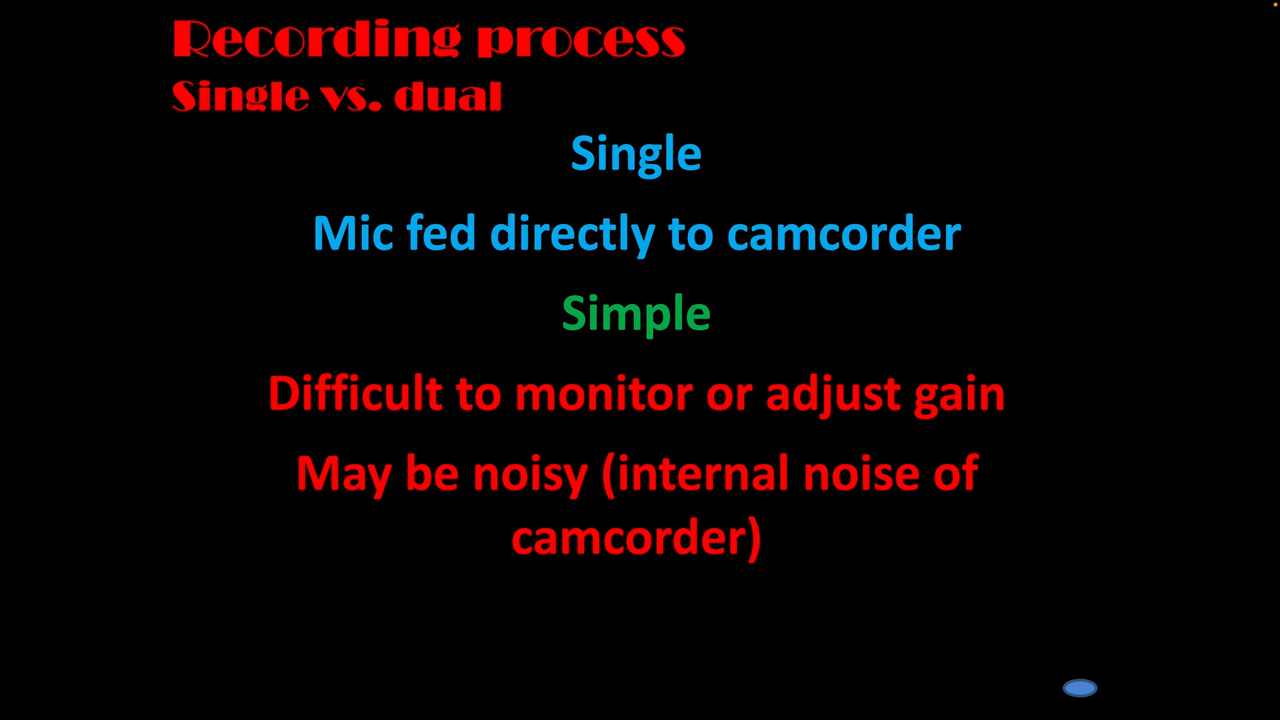 Recording process
Single vs. dual
Single
Mic fed directly to camcorder
Simple
Difficult to monitor or adjust gain
May be noisy (internal noise of
camcorder)